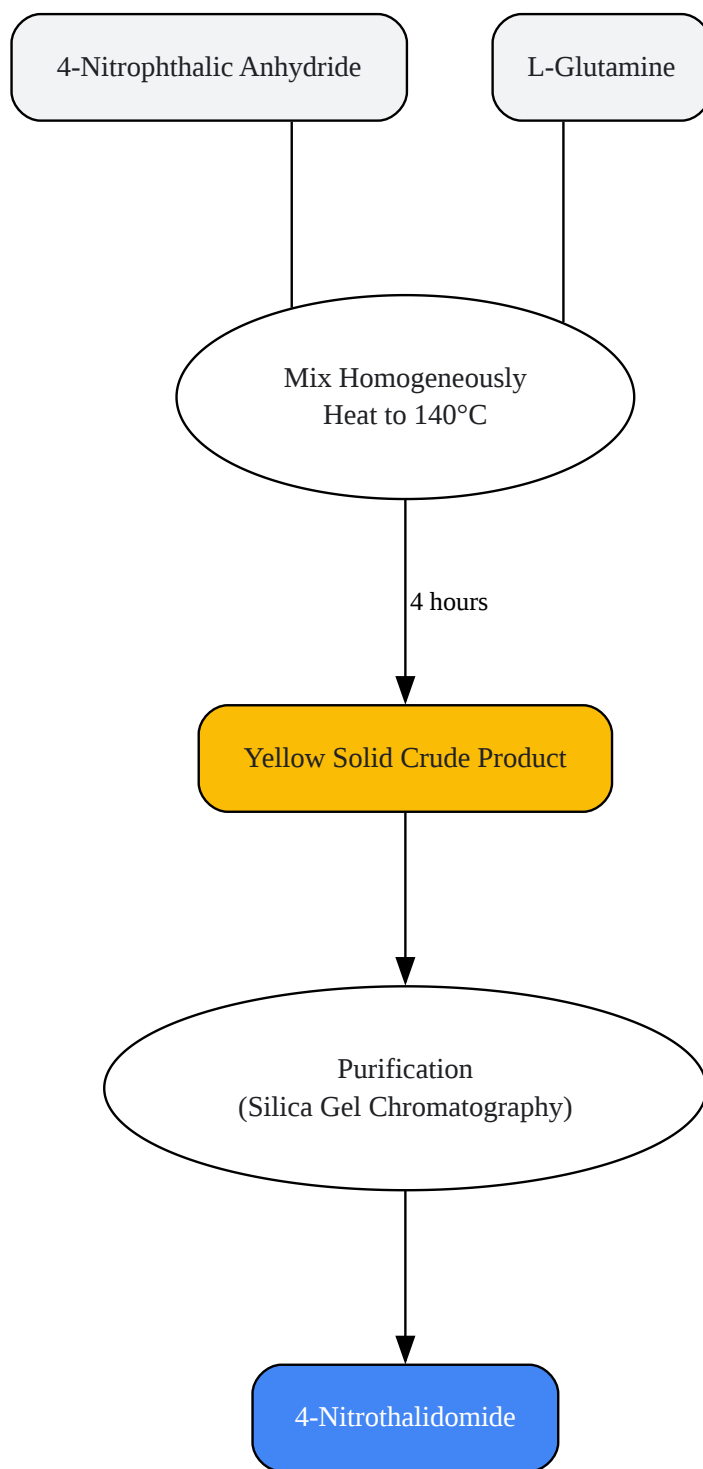 4-Nitrophthalic Anhydride
L-Glutamine
Mix Homogeneously
Heat to 140°C
4 hours
Yellow Solid Crude Product
Purification
(Silica Gel Chromatography)
4-Nitrothalidomide